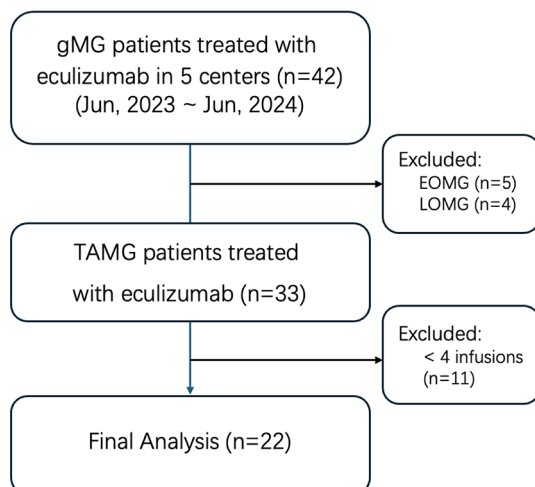 gMG patients treated with
eculizumab in 5 centers (n=42)
(Jun, 2023 ~ Jun, 2024)
Excluded:
EOMG (n=5)
LOMG (n=4)
TAMG patients treated
with eculizumab (n=33)
Excluded:
< 4 infusions
(n=11)
Final Analysis (n=22)